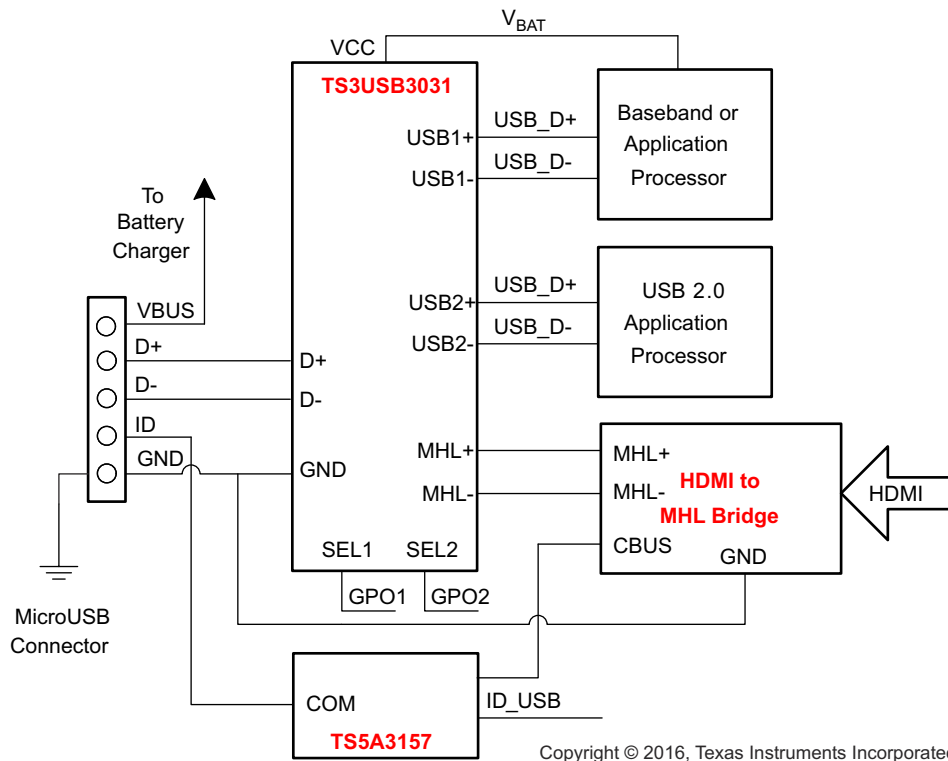 V_BAT
VCC
TS3USB3031
USB1+
USB1-
USB_D+
USB_D-
Baseband or
Application
Processor
To
Battery
Charger
USB2+
USB2-
USB_D+
USB_D-
USB 2.0
Application
Processor
VBUS
D+
D-
ID
GND
D+
D-
GND
MHL+
MHL-
MHL+
MHL-
HDMI to
MHL Bridge
CBUS
GND
HDMI
SEL1
SEL2
GPO1
GPO2
MicroUSB
Connector
COM
TS5A3157
ID_USB
Copyright © 2016, Texas Instruments Incorporated